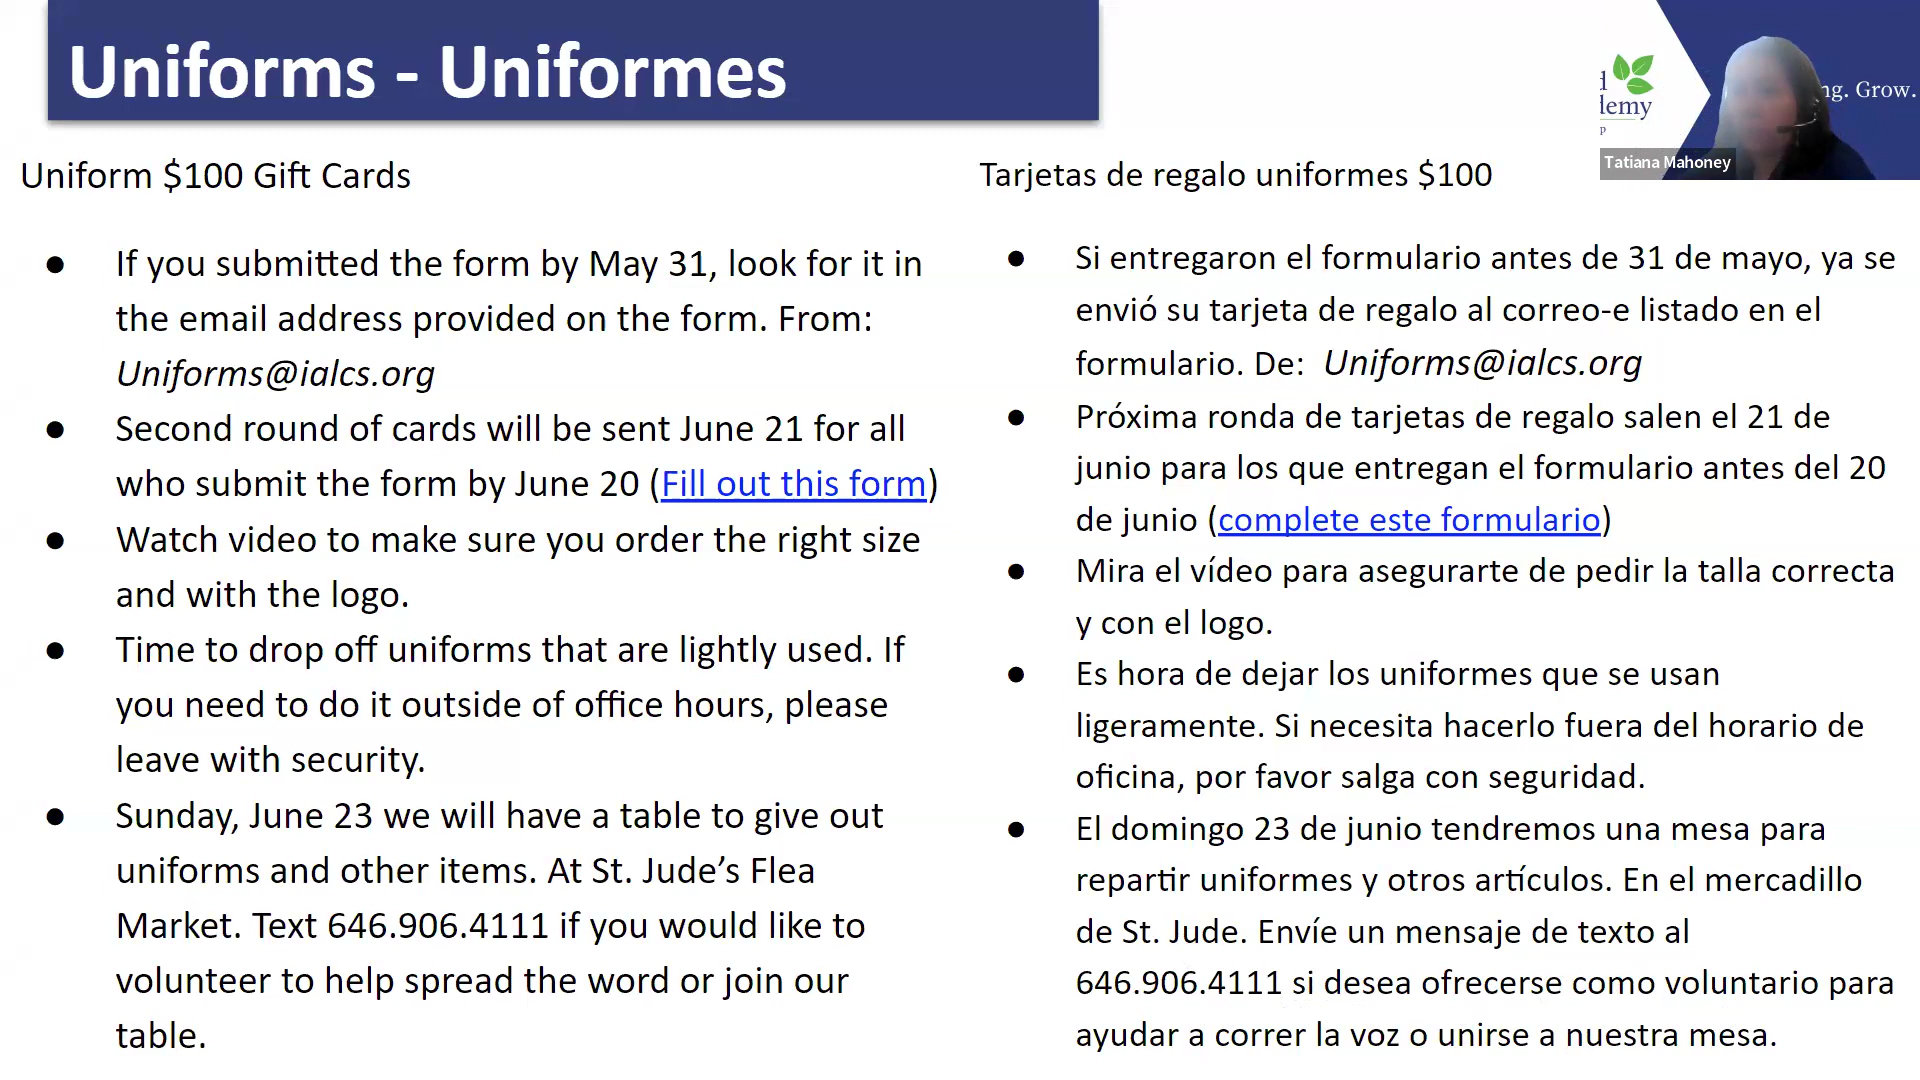 Uniforms - Uniformes
Uniform $100 Gift Cards
● If you submitted the form by May 31, look for it in
the email address provided on the form. From:
Uniforms@ialcs.org
● Second round of cards will be sent June 21 for all
who submit the form by June 20 (Fill out this form)
● Watch video to make sure you order the right size
and with the logo.
● Time to drop off uniforms that are lightly used. If
you need to do it outside of office hours, please
leave with security.
● Sunday, June 23 we will have a table to give out
uniforms and other items. At St. Jude’s Flea
Market. Text 646.906.4111 if you would like to
volunteer to help spread the word or join our
table.
Tarjetas de regalo uniformes $100
● Si entregaron el formulario antes de 31 de mayo, ya se
envió su tarjeta de regalo al correo-e listado en el
formulario. De: Uniforms@ialcs.org
● Próxima ronda de tarjetas de regalo salen el 21 de
junio para los que entregan el formulario antes del 20
de junio (complete este formulario)
● Mira el vídeo para asegurarte de pedir la talla correcta
y con el logo.
● Es hora de dejar los uniformes que se usan
ligeramente. Si necesita hacerlo fuera del horario de
oficina, por favor salga con seguridad.
● El domingo 23 de junio tendremos una mesa para
repartir uniformes y otros artículos. En el mercadillo
de St. Jude. Envíe un mensaje de texto al
646.906.4111 si desea ofrecerse como voluntario para
ayudar a correr la voz o unirse a nuestra mesa.
d
demy
p
ng. Grow.
Tatiana Mahoney